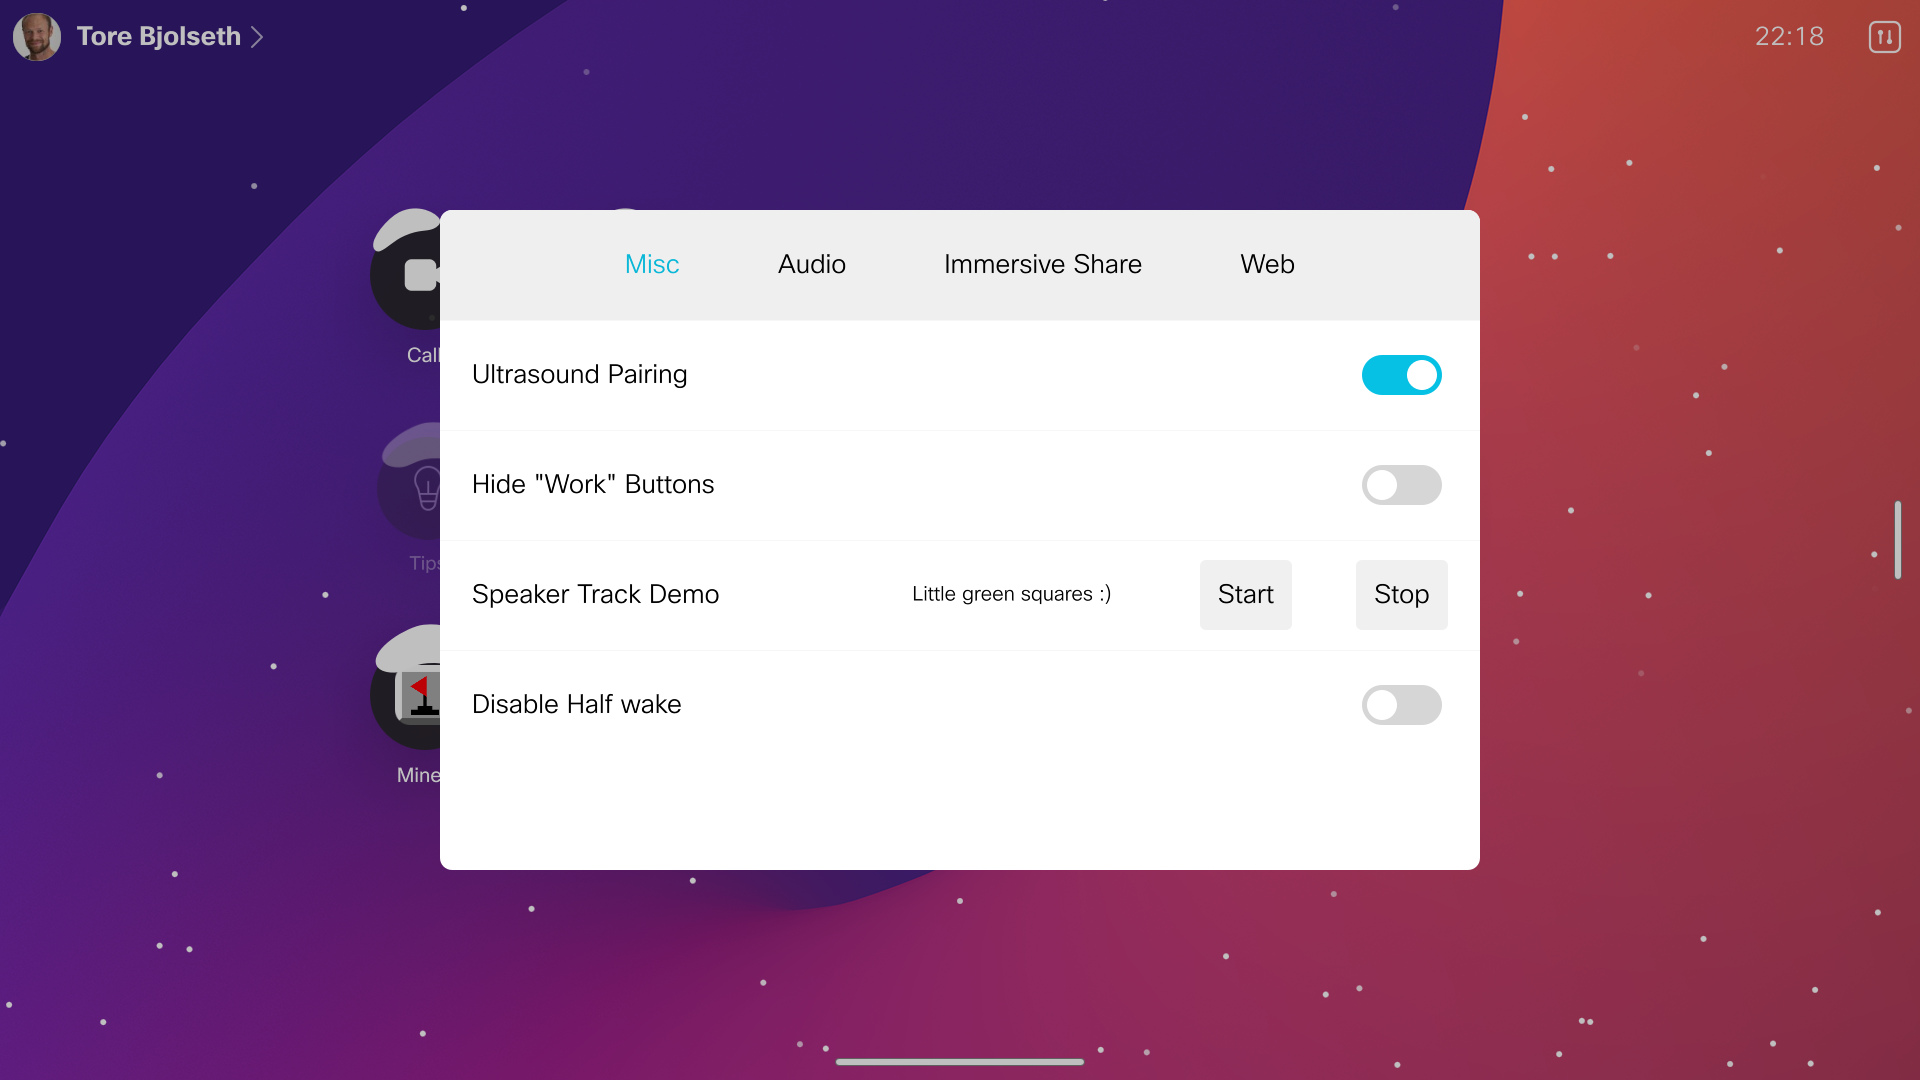 Tore Bjolseth
22:18
Misc
Audio
Immersive Share
Web
Call
Ultrasound Pairing
Hide "Work" Buttons
Tips
Speaker Track Demo
Little green squares :)
Start
Stop
Disable Half wake
Mine